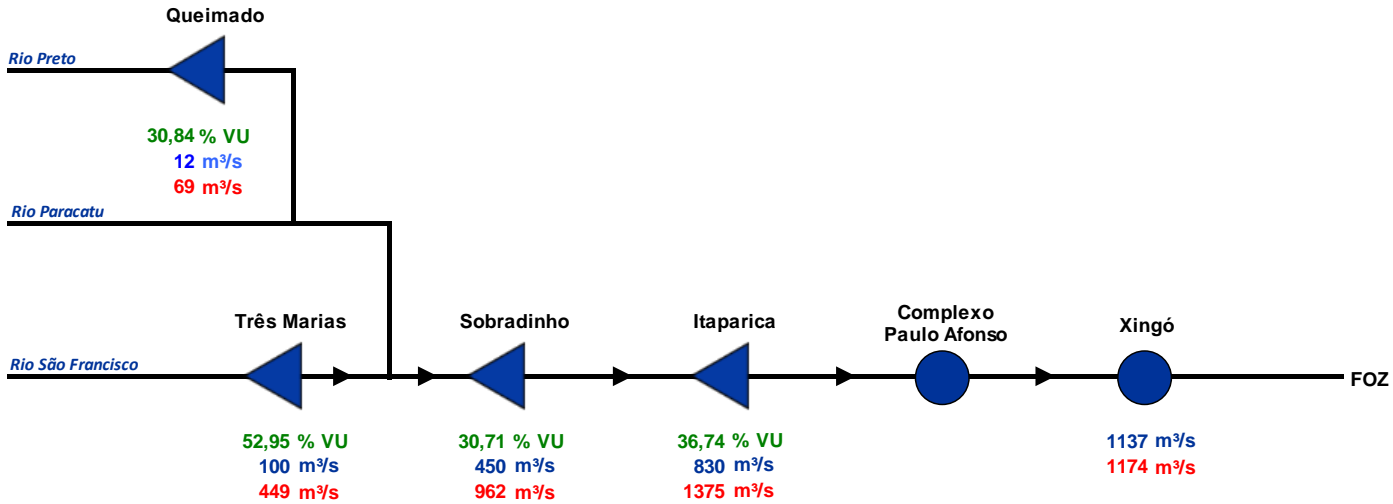 Queimado
Rio Preto
30,84 % VU
12 m³/s
69 m³/s
Rio Paracatu
Três Marias
Sobradinho
Itaparica
Complexo
Paulo Afonso
Xingó
Rio São Francisco
FOZ
52,95 % VU
100 m³/s
449 m³/s
30,71 % VU
450 m³/s
962 m³/s
36,74 % VU
830 m³/s
1375 m³/s
1137 m³/s
1174 m³/s